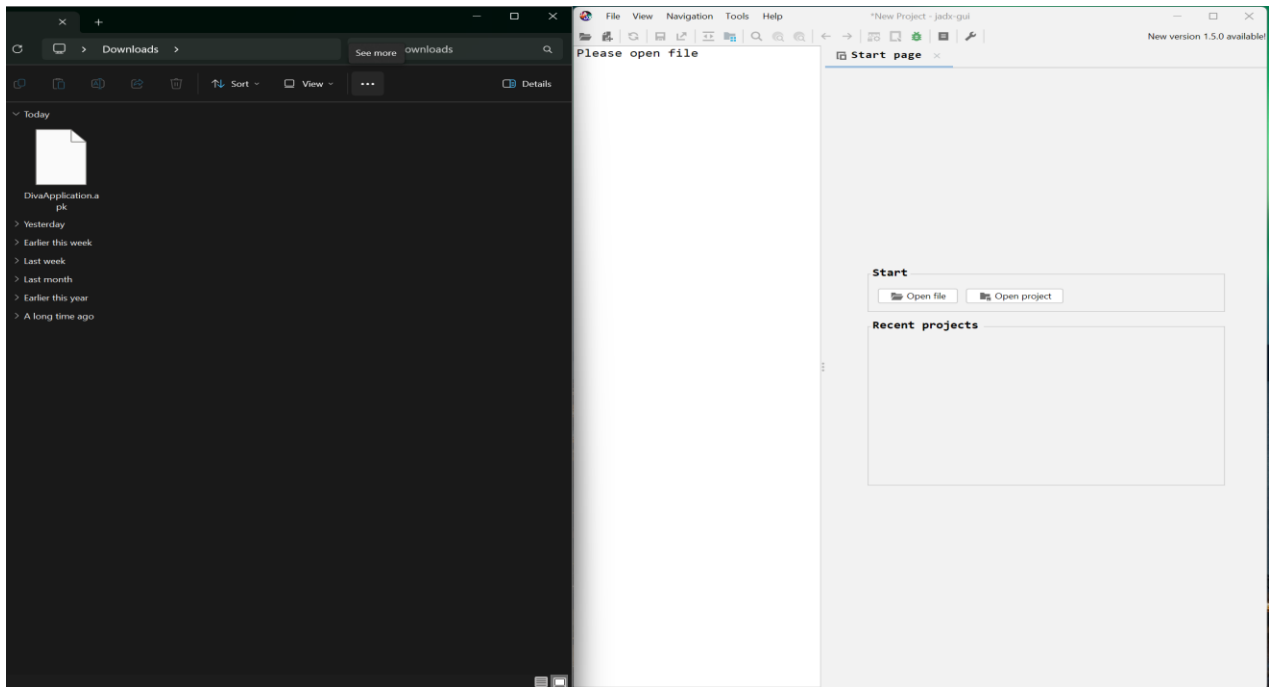 Downloads
See more
ownloads
Sort
View
Details
Today
DivaApplication.a
pk
Yesterday
Earlier this week
Last week
Last month
Earlier this year
A long time ago
File View Navigation Tools Help *New Project - jadx-gui
New version 1.5.0 available!
Please open file
Start page
Start
Open file Open project
Recent projects